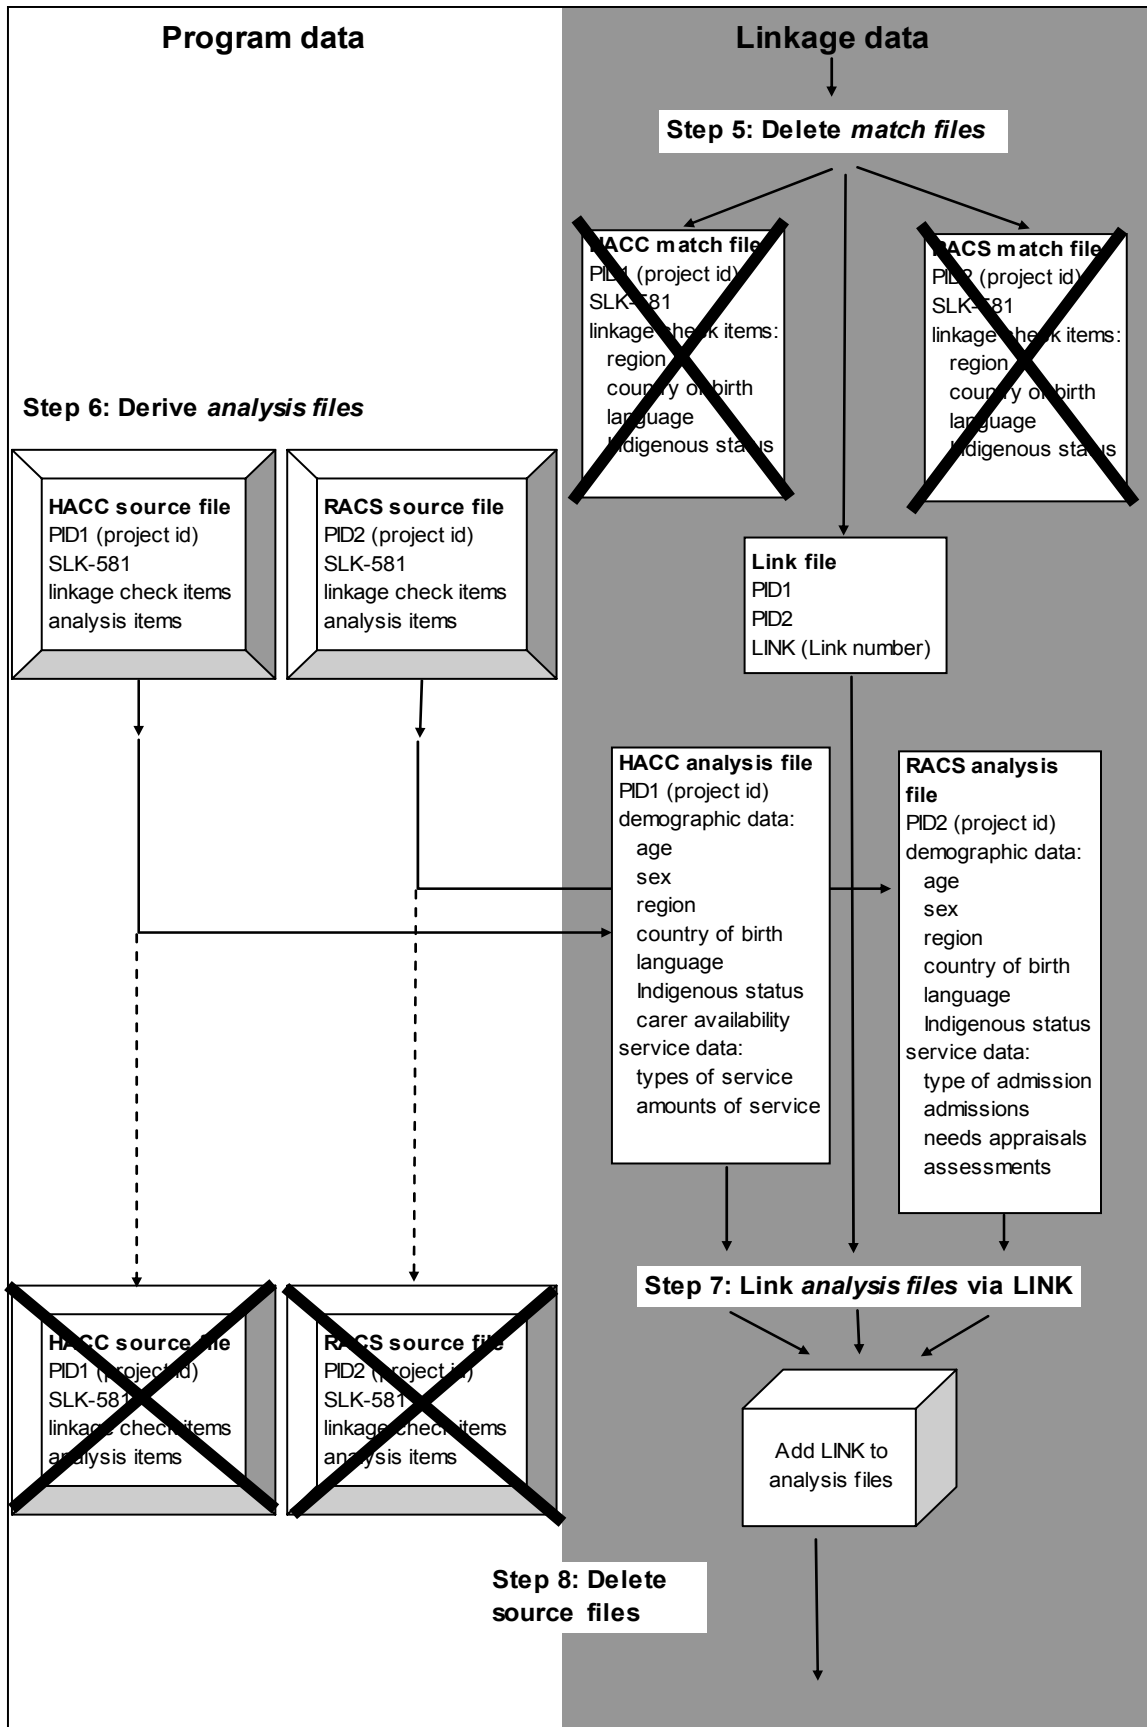 Program data
Linkage data
Step 5: Delete match files
HACC match file
PID1 (project id)
SLK-581
linkage check items:
region
country of birth
language
Indigenous status
RACS match file
PID2 (project id)
SLK-581
linkage check items:
region
country of birth
language
Indigenous status
Step 6: Derive analysis files
HACC source file
PID1 (project id)
SLK-581
linkage check items
analysis items
RACS source file
PID2 (project id)
SLK-581
linkage check items
analysis items
Link file
PID1
PID2
LINK (Link number)
HACC analysis file
PID1 (project id)
demographic data:
age
sex
region
country of birth
language
Indigenous status
carer availability
service data:
types of service
amounts of service
RACS analysis
file
PID2 (project id)
demographic data:
age
sex
region
country of birth
language
Indigenous status
service data:
type of admission
admissions
needs appraisals
assessments
Step 7: Link analysis files via LINK
HACC source file
PID1 (project id)
SLK-581
linkage check items
analysis items
RACS source file
PID2 (project id)
SLK-581
linkage check items
analysis items
Add LINK to
analysis files
Step 8: Delete
source files